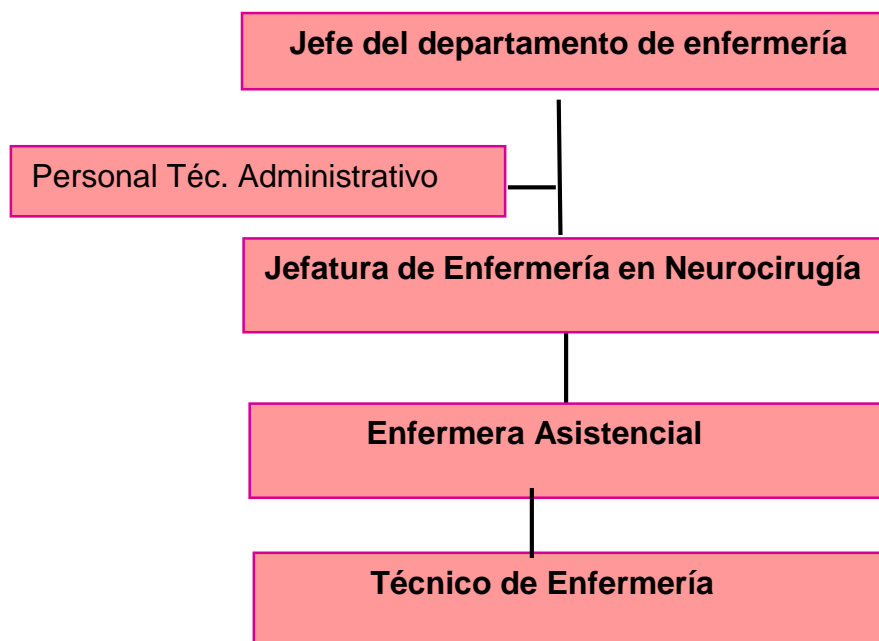 Jefe del departamento de enfermería
Personal Téc. Administrativo
Jefatura de Enfermería en Neurocirugía
Enfermera Asistencial
Técnico de Enfermería